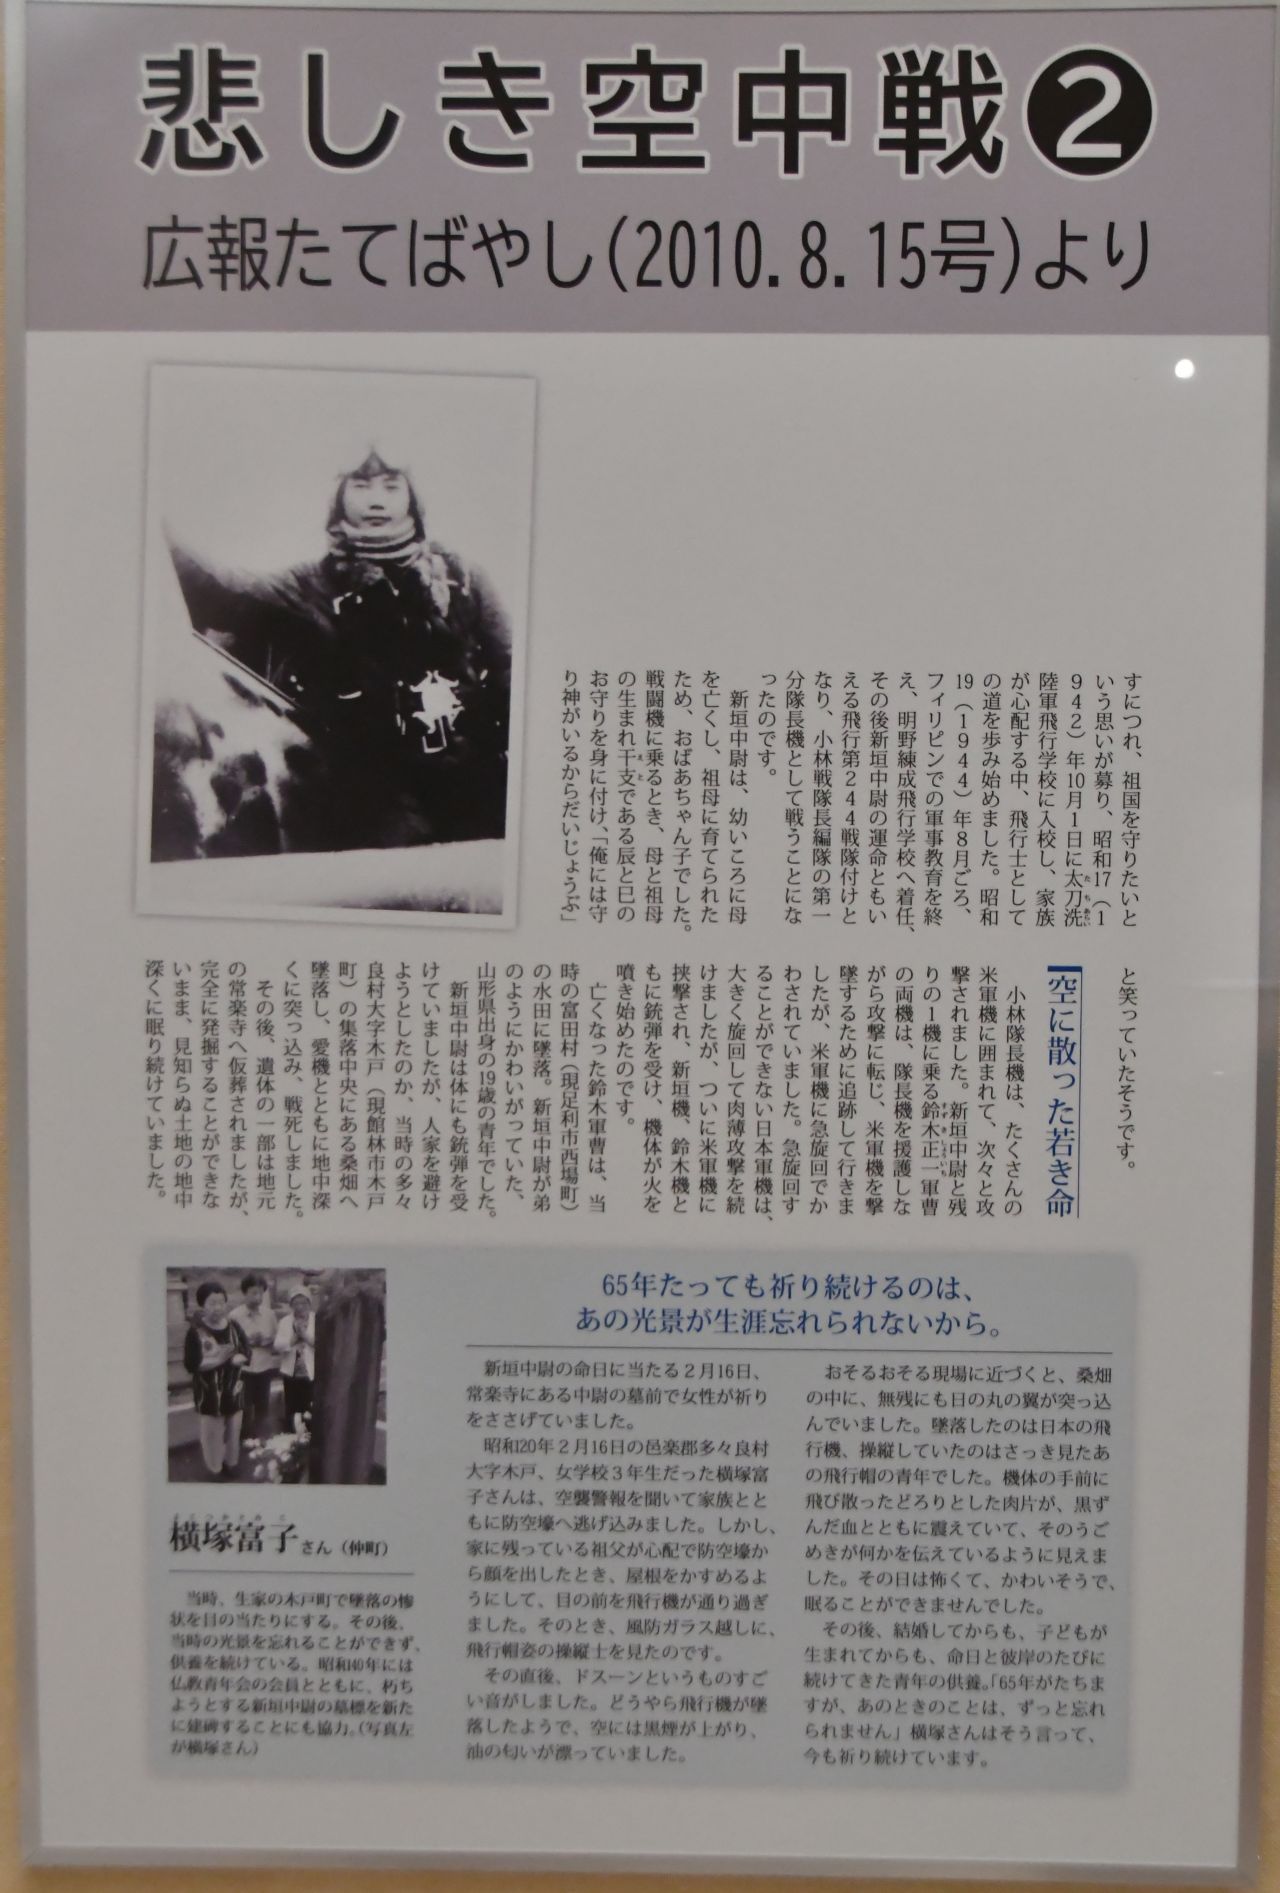 悲しき空中戦❷
広報たてばやし(2010.8.15号)より
すにつれ、祖国を守りたいと
いう思いが募り、昭和17(1
942)年10月1日に太刀洗
陸軍飛行学校に入校し、家族
が心配する中、飛行士として
の道を歩み始めました。昭和
19(1944)年8月ごろ、
フィリピンでの軍事教育を終
え、明野練成飛行学校へ着任、
その後新垣中尉の運命ともい
える飛行第244戦隊付けと
なり、小林戦隊長編隊の第一
分隊長機として戦うことにな
ったのです。
新垣中尉は、幼いころに母
を亡くし、祖母に育てられた
ため、おばあちゃん子でした。
戦闘機に乗るとき、母と祖母
の生まれ干支である辰と巳の
お守りを身に付け、「俺には守
り神がいるからだいじょうぶ」
と笑っていたそうです。
空に散った若き命
小林隊長機は、たくさんの
米軍機に囲まれて、次々と攻
撃されました。新垣中尉と残
りの1機に乗る鈴木正一軍曹
の両機は、隊長機を援護しな
がら攻撃に転じ、米軍機を撃
墜するために追跡して行きま
したが、米軍機に急旋回でか
わされていました。急旋回す
ることができない日本軍機は、
大きく旋回して肉薄攻撃を続
けましたが、ついに米軍機に
挟撃され、新垣機、鈴木機と
もに銃弾を受け、機体が火を
噴き始めたのです。
亡くなった鈴木軍曹は、当
時の富田村(現足利市西場町)
の水田に墜落。新垣中尉が弟
のようにかわいがっていた、
山形県出身の19歳の青年でした。
新垣中尉は体にも銃弾を受
けていましたが、人家を避け
ようとしたのか、当時の多々
良村大字木戸(現館林市木戸
町)の集落中央にある桑畑へ
墜落し、愛機とともに地中深
くに突っ込み、戦死しました。
その後、遺体の一部は地元
の常楽寺へ仮葬されましたが、
完全に発掘することができな
いまま、見知らぬ土地の地中
深くに眠り続けていました。
65年たっても祈り続けるのは、
あの光景が生涯忘れられないから。
横塚富子さん(仲町)
当時、生家の木戸町で墜落の惨
状を目の当たりにする。その後、
当時の光景を忘れることができず、
供養を続けている。昭和40年には
仏教青年会の会員とともに、朽ち
ようとする新垣中尉の墓標を新た
に建碑することにも協力。(写真左
が横塚さん)
新垣中尉の命日に当たる2月16日、
常楽寺にある中尉の墓前で女性が祈り
をささげていました。
昭和20年2月16日の邑楽郡多々良村
大字木戸、女学校3年生だった横塚富
子さんは、空襲警報を聞いて家族とと
もに防空壕へ逃げ込みました。しかし、
家に残っている祖父が心配で防空壕か
ら顔を出したとき、屋根をかすめるよ
うにして、目の前を飛行機が通り過ぎ
ました。そのとき、風防ガラス越しに、
飛行帽姿の操縦士を見たのです。
その直後、ドスーンというものすご
い音がしました。どうやら飛行機が墜
落したようで、空には黒煙が上がり、
油の匂いが漂っていました。
おそるおそる現場に近づくと、桑畑
の中に、無残にも日の丸の翼が突っ込
んでいました。墜落したのは日本の飛
行機、操縦していたのはさっき見たあ
の飛行帽の青年でした。機体の手前に
飛び散ったどろりとした肉片が、黒ず
んだ血とともに震えていて、そのうご
めきが何かを伝えているように見えま
した。その日は怖くて、かわいそうで、
眠ることができませんでした。
その後、結婚してからも、子どもが
生まれてからも、命日と彼岸のたびに
続けてきた青年の供養。「65年がたちま
すが、あのときのことは、ずっと忘れ
られません」横塚さんはそう言って、
今も祈り続けています。